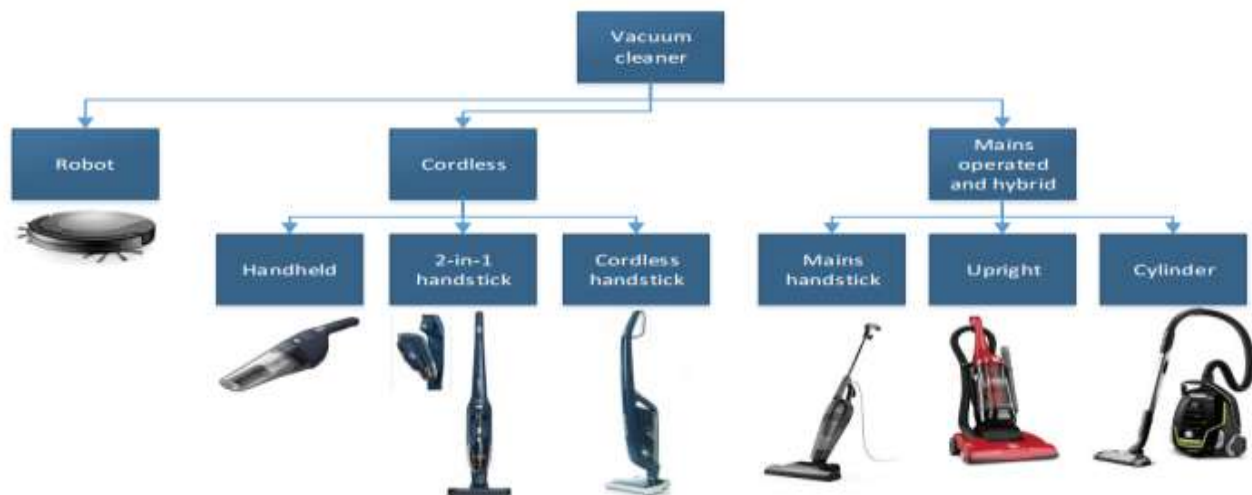 Vacuum
cleaner
Robot
Cordless
Mains
operated
and hybrid
Handheld
2-in-1
handstick
Cordless
handstick
Mains
handstick
Upright
Cylinder